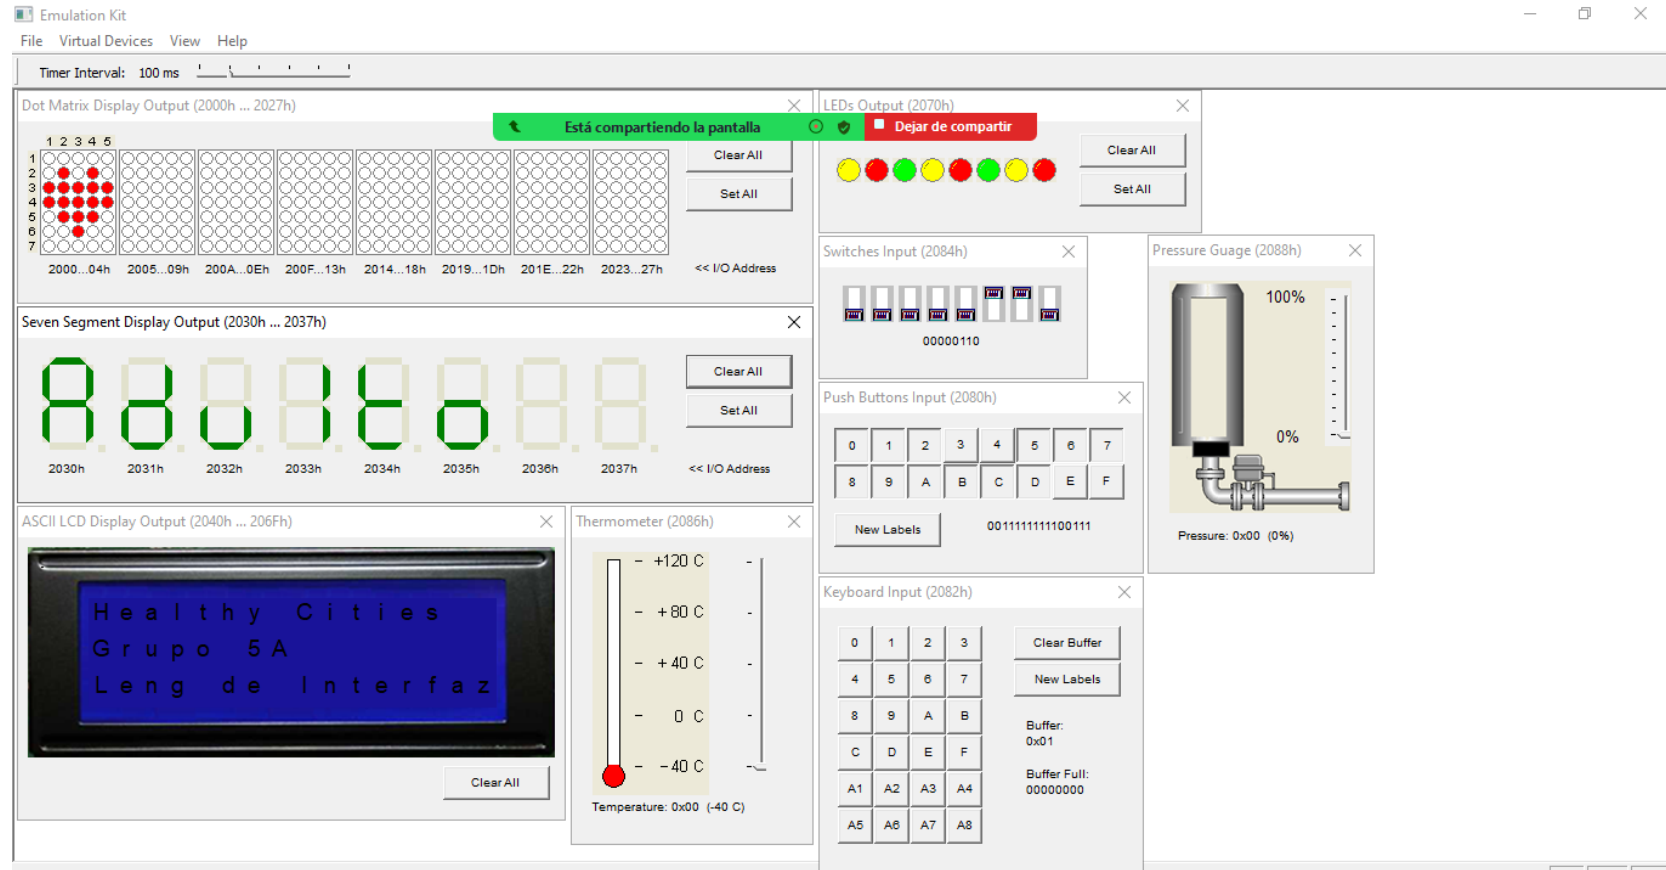 Emulation Kit
File Virtual Devices View Help
Timer Interval: 100 ms
Dot Matrix Display Output (2000h ... 2027h)
Está compartiendo la pantalla
Dejar de compartir
1 2 3 4 5
1
2
3
4
5
6
7
Clear All
Set All
2000...04h 2005...09h 200A...0Eh 200F...13h 2014...18h 2019...1Dh 201E...22h 2023...27h << I/O Address
LEDs Output (2070h)
Clear All
Set All
Seven Segment Display Output (2030h ... 2037h)
Adolto
Clear All
Set All
2030h 2031h 2032h 2033h 2034h 2035h 2036h 2037h << I/O Address
Switches Input (2084h)
00000110
Pressure Guage (2088h)
100%
0%
Pressure: 0x00 (0%)
Push Buttons Input (2080h)
0 1 2 3 4 5 6 7
8 9 A B C D E F
New Labels
0011111111100111
ASCII LCD Display Output (2040h ... 206Fh)
Healthy Cities
Grupo 5A
Leng de Interfaz
Clear All
Thermometer (2086h)
+120 C
+80 C
+40 C
0 C
-40 C
Temperature: 0x00 (-40 C)
Keyboard Input (2082h)
0 1 2 3
4 5 6 7
8 9 A B
C D E F
A1 A2 A3 A4
A5 A6 A7 A8
Clear Buffer
New Labels
Buffer:
0x01
Buffer Full:
00000000